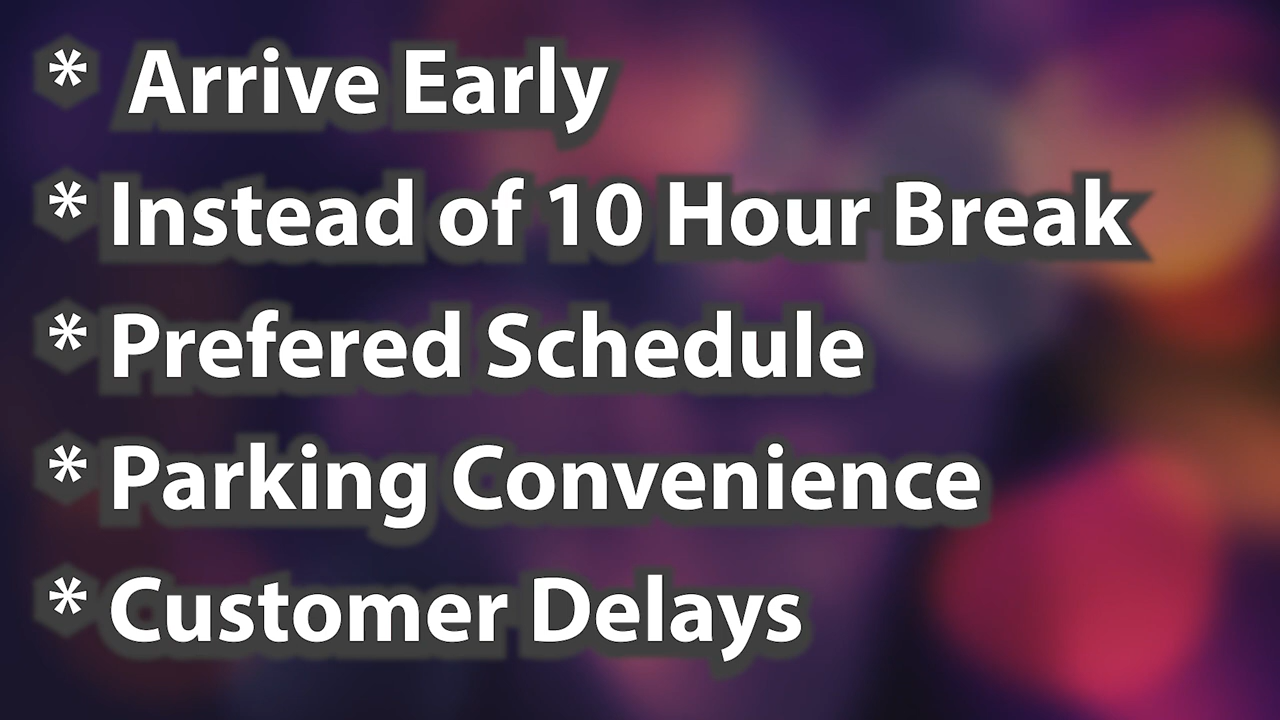 * Arrive Early
* Instead of 10 Hour Break
* Prefered Schedule
* Parking Convenience
* Customer Delays